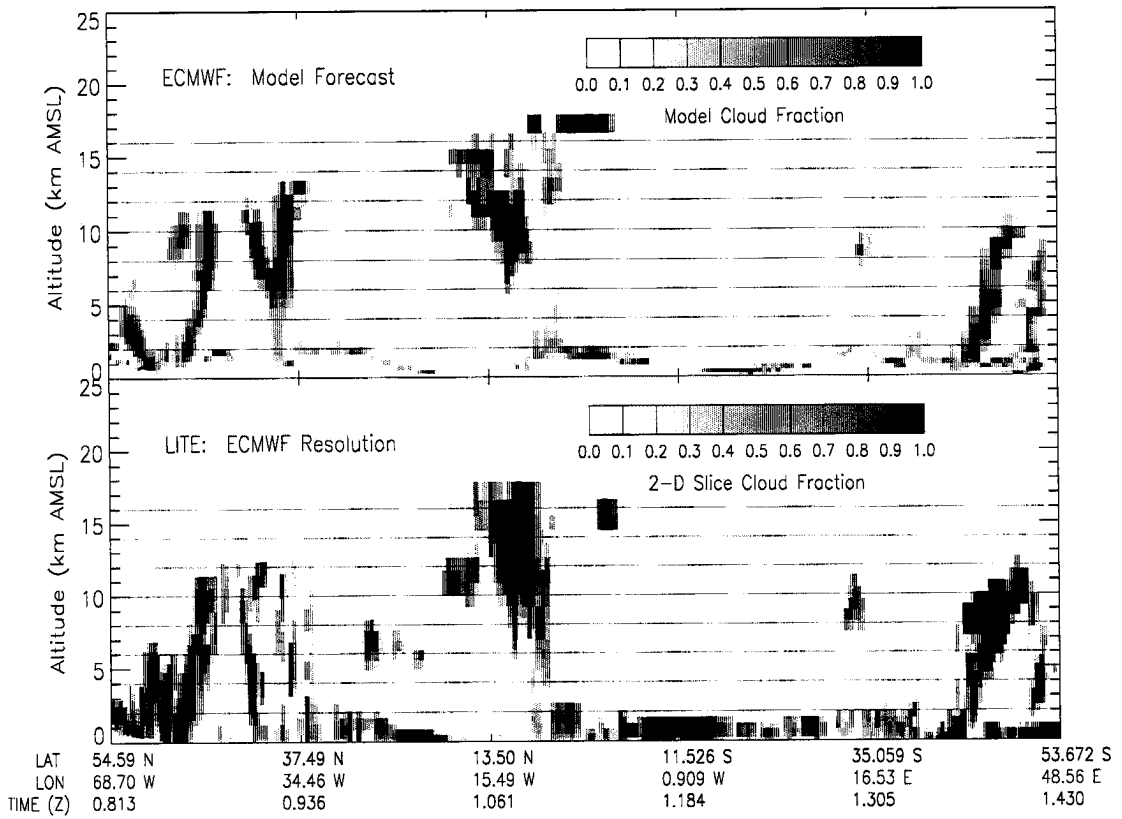 25
20
15
10
5
0
Altitude (km AMSL)
ECMWF: Model Forecast
0.0 0.1 0.2 0.3 0.4 0.5 0.6 0.7 0.8 1.0
Model Cloud Fraction
25
20
15
10
5
0
Altitude (km AMSL)
LITE: ECMWF Resolution
0.0 0.1 0.2 0.3 0.4 0.5 0.6 0.7 0.8 1.0
2-D Slice Cloud Fraction
LAT 54.59 N 37.49 N 13.50 N 11.526 S 35.059 S 53.672 S
LON 68.70 W 34.46 W 15.49 W 0.909 W 16.53 E 48.56 E
TIME (Z) 0.813 0.936 1.061 1.184 1.305 1.430